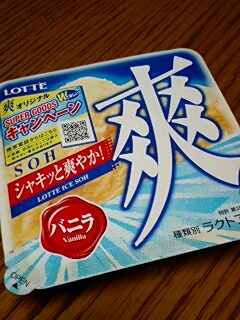 LOTTE
爽 オリジナル
SUPER GOODS
キャンペーン
SOH
シャキッと爽やか!
LOTTE ICE SOH
爽
バニラ
Vanilla
種類別 ラクト
OPEN